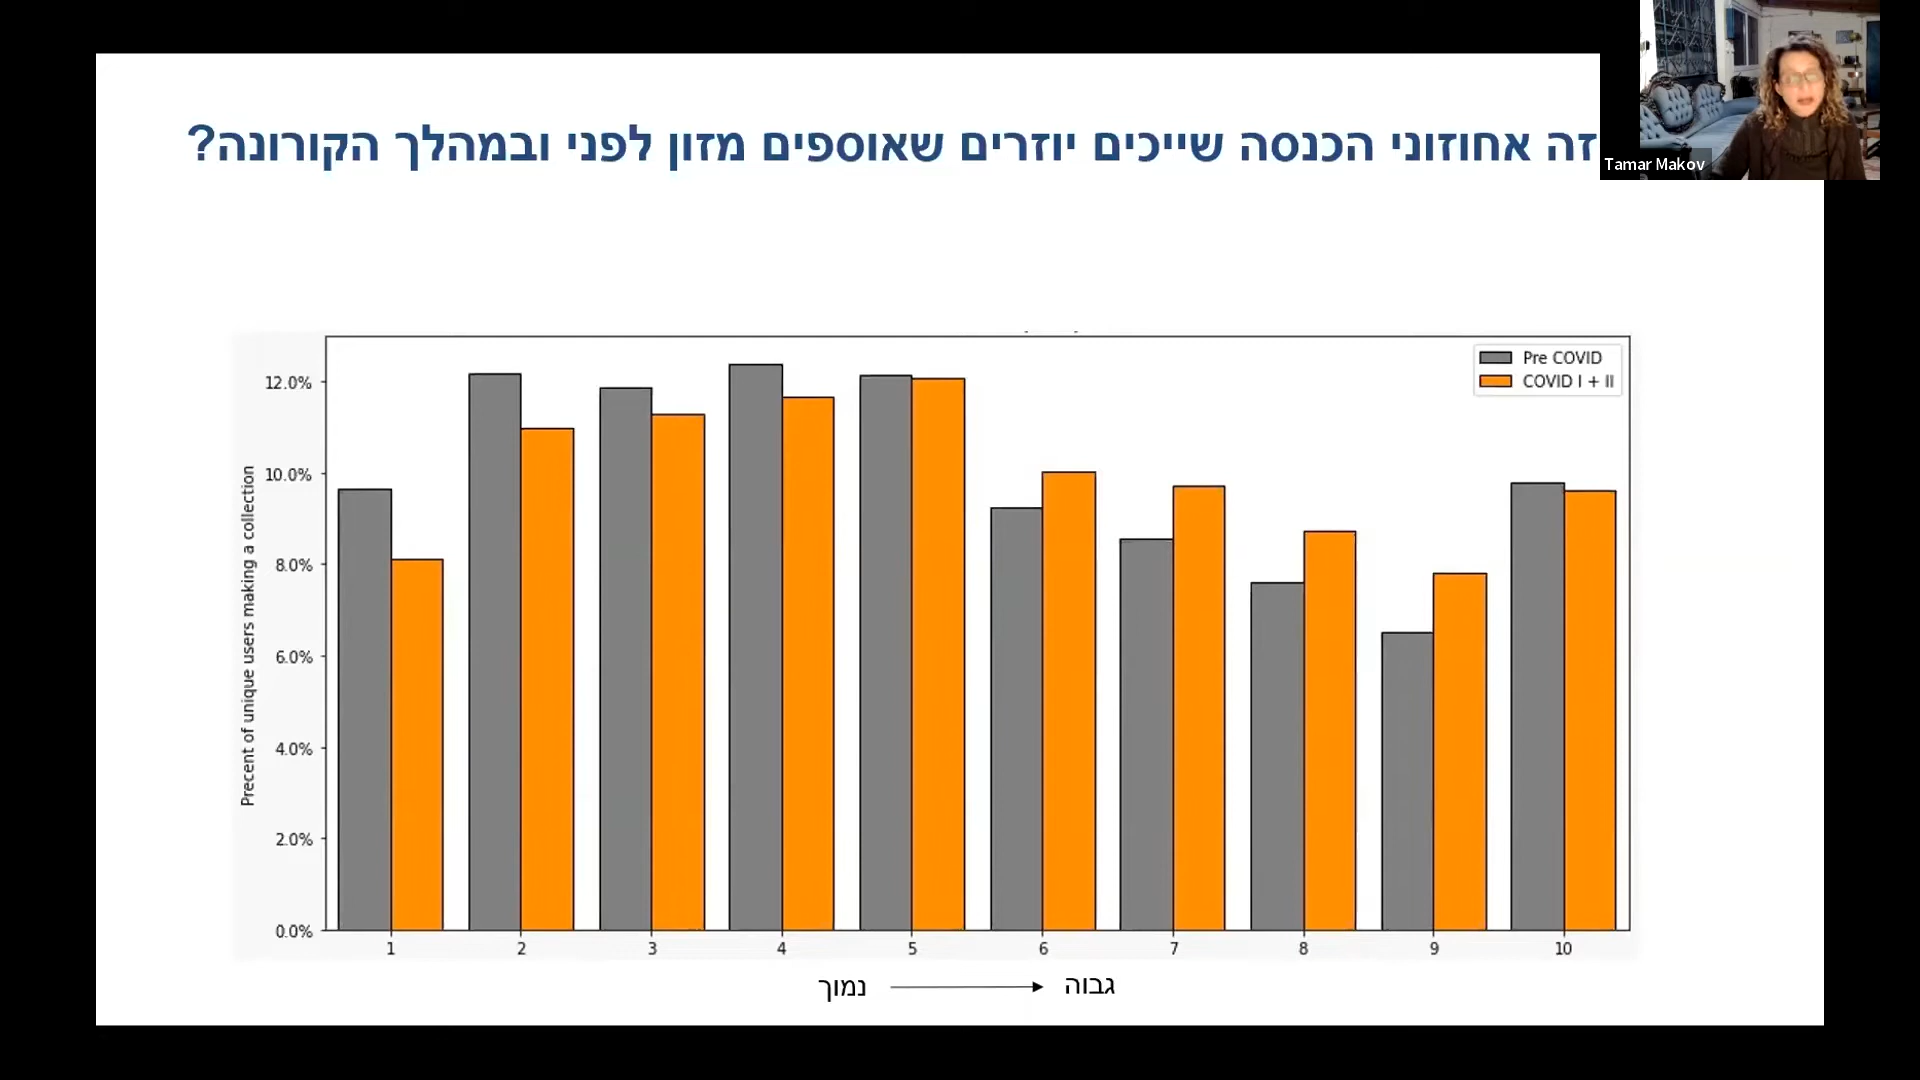 זה אחוזוני הכנסה שייכים יוזרים שאוספים מזון לפני ובמהלך הקורונה?
Tamar Makov
Pre COVID
COVID I + II
Precent of unique users making a collection
12.0%
10.0%
8.0%
6.0%
4.0%
2.0%
0.0%
1 2 3 4 5 6 7 8 9 10
נמוך גבוה